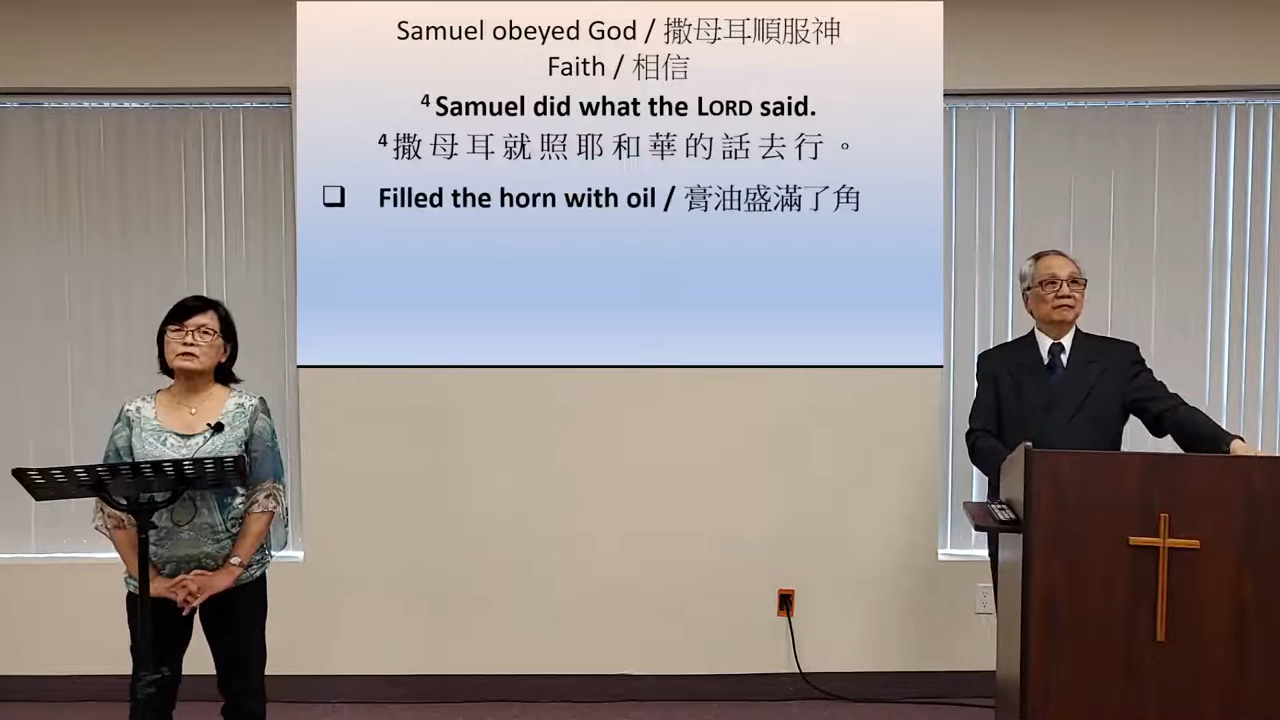 Samuel obeyed God / 撒母耳順服神
Faith / 相信
4 Samuel did what the LORD said.
4 撒母耳就照耶和華的話去行。
❑ Filled the horn with oil / 膏油盛滿了角